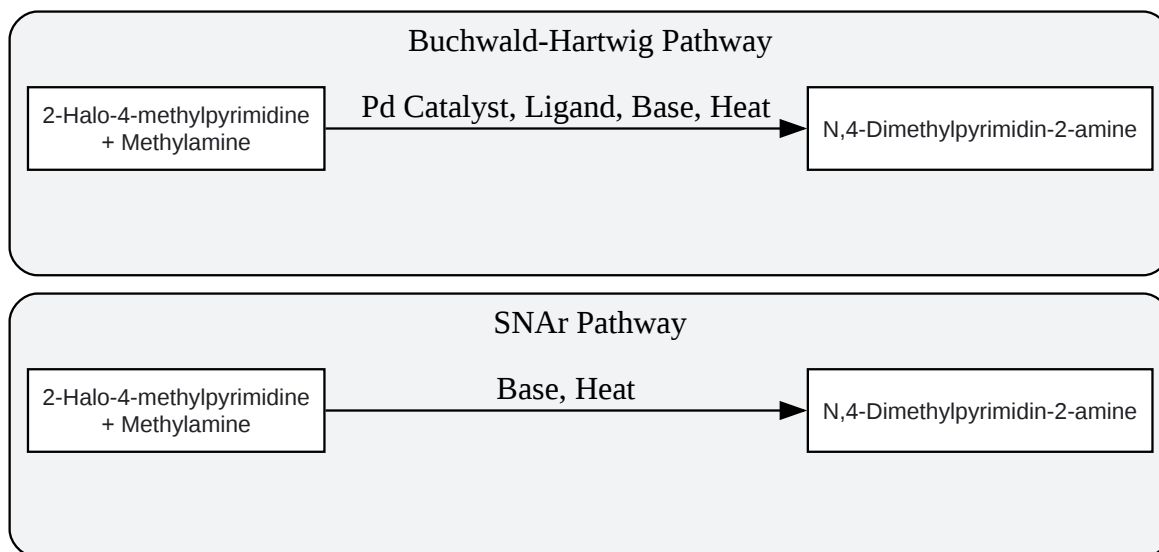 Buchwald-Hartwig Pathway
2-Halo-4-methylpyrimidine
+ Methylamine
Pd Catalyst, Ligand, Base, Heat
N,4-Dimethylpyrimidin-2-amine
SNAr Pathway
2-Halo-4-methylpyrimidine
+ Methylamine
Base, Heat
N,4-Dimethylpyrimidin-2-amine